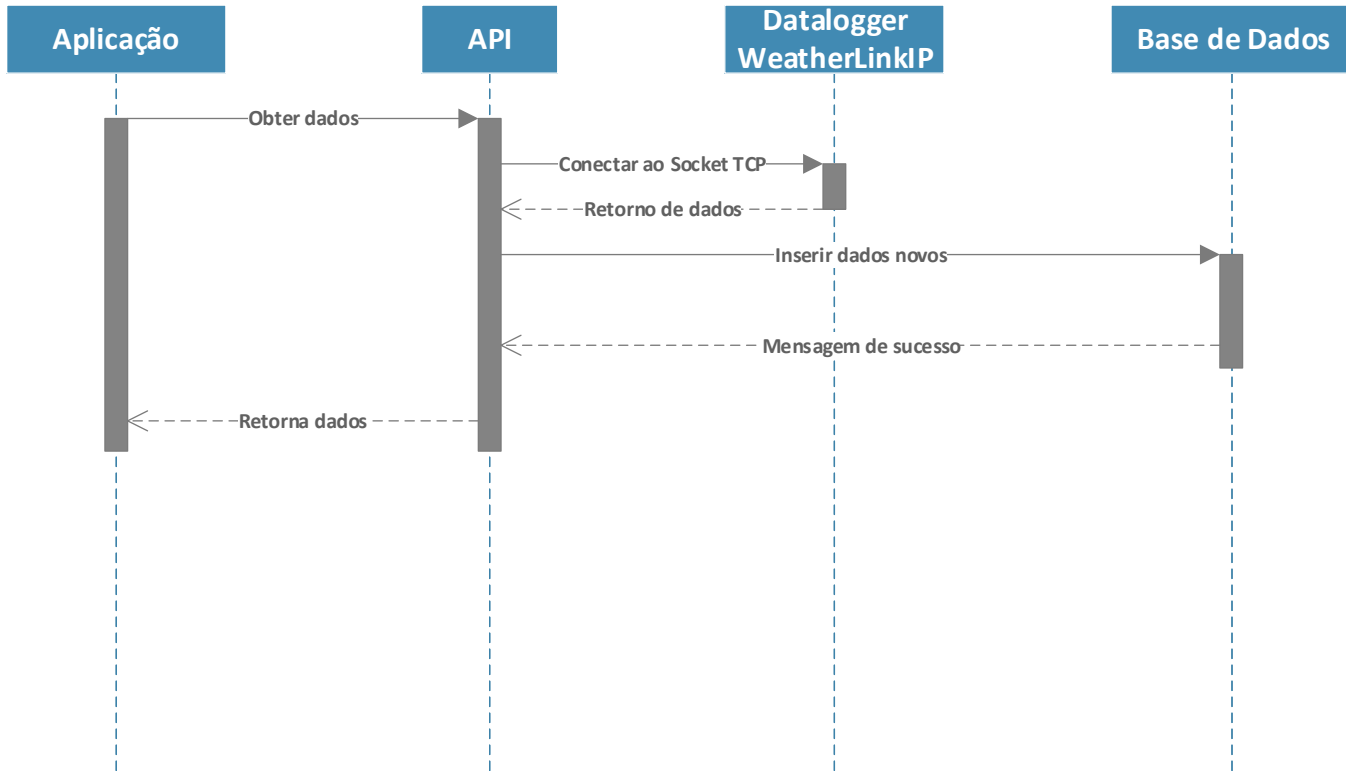 Aplicação
API
Datalogger
WeatherLinkIP
Base de Dados
Obter dados
Conectar ao Socket TCP
Retorno de dados
Inserir dados novos
Mensagem de sucesso
Retorna dados